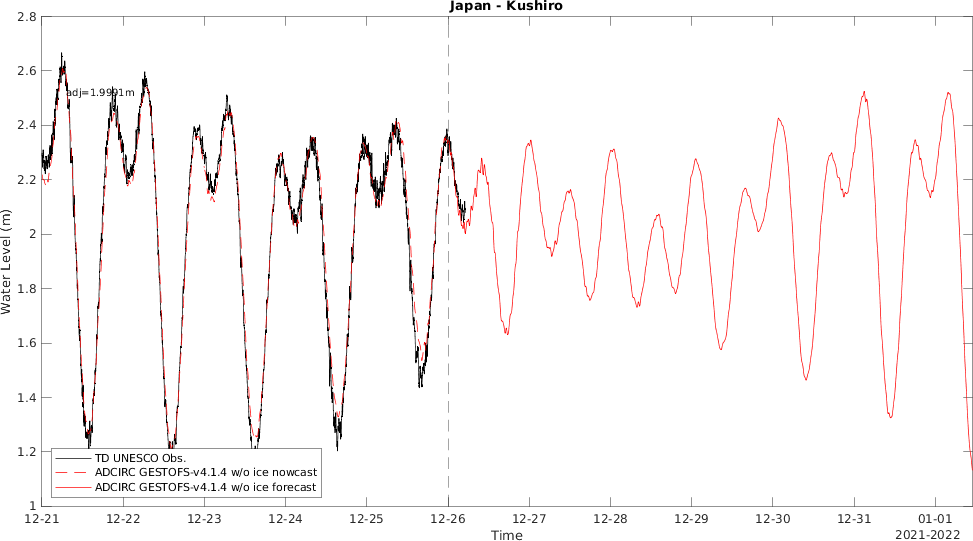 Japan - Kushiro
2.8
2.6
2.4
2.2
2
1.8
1.6
1.4
1.2
1
Water Level (m)
adj=1.9991m
TD UNESCO Obs.
ADCIRC GESTOFS-v4.1.4 w/o ice nowcast
ADCIRC GESTOFS-v4.1.4 w/o ice forecast
12-21 12-22 12-23 12-24 12-25 12-26 12-27 12-28 12-29 12-30 12-31 01-01
Time
2021-2022